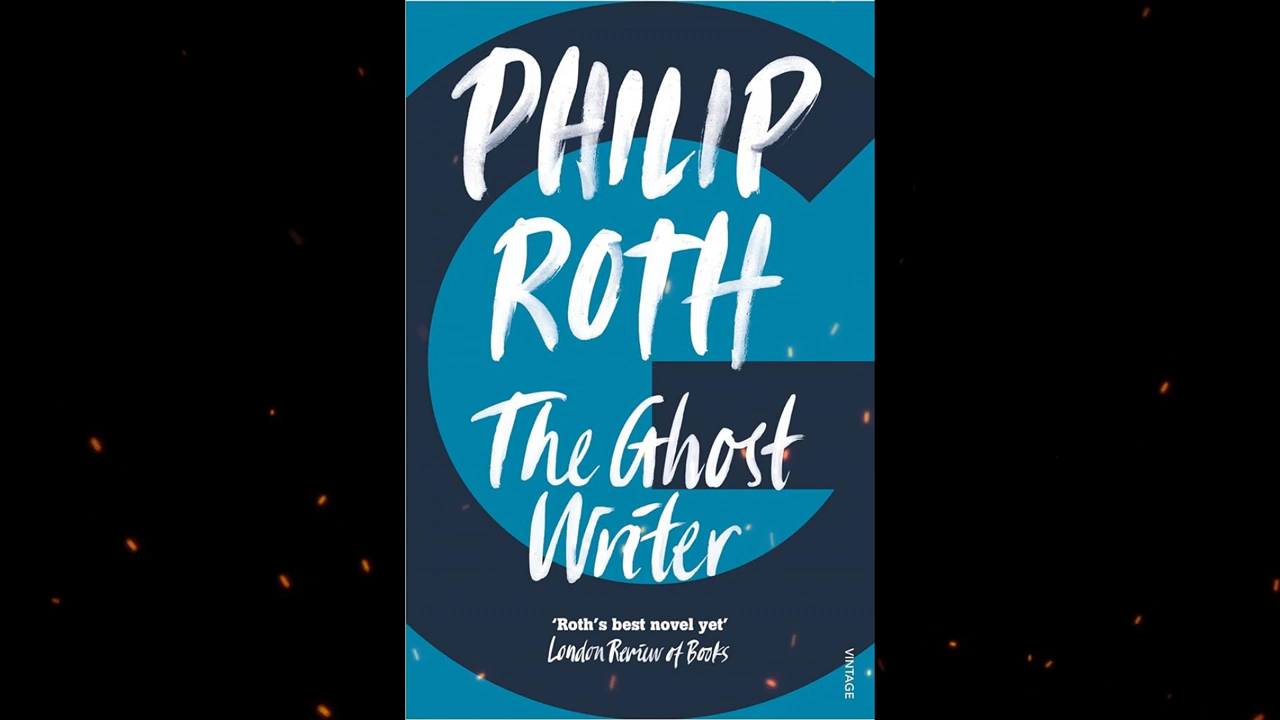 PHILIP
ROTH
The Ghost
Writer
‘Roth’s best novel yet’
London Review of Books
VINTAGE